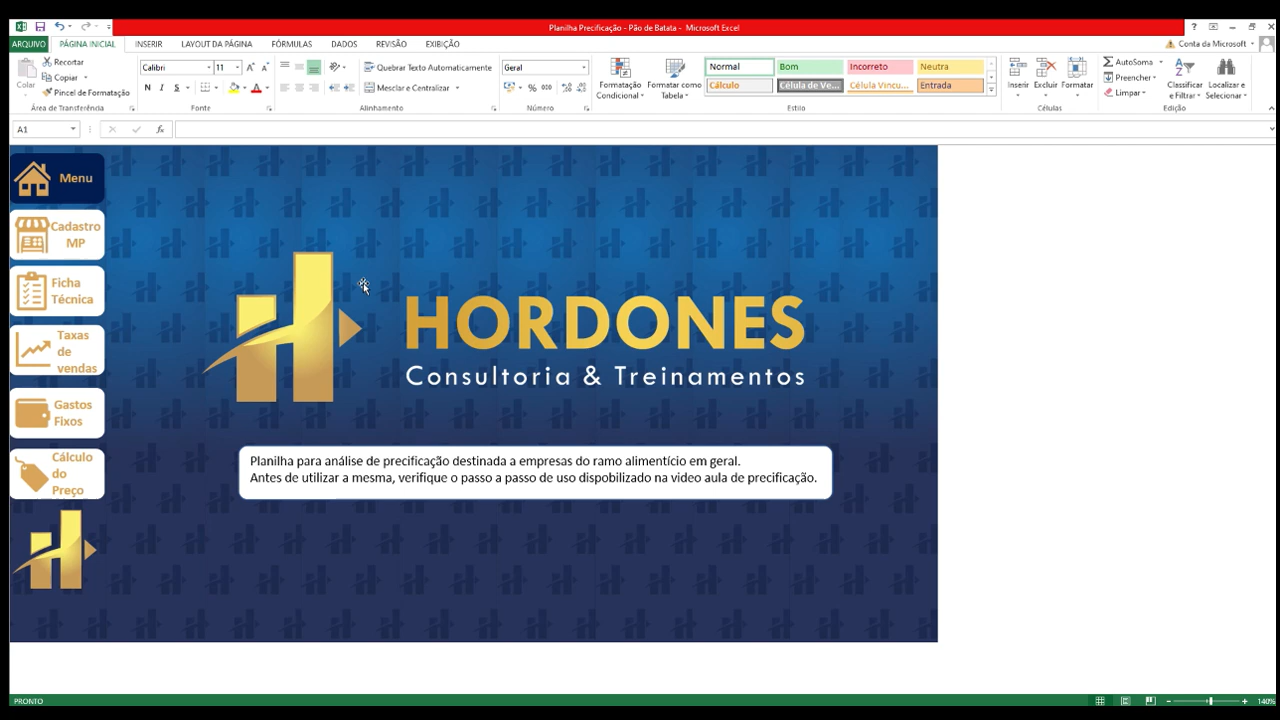 Planilha Precificação - Pão de Batata - Microsoft Excel
ARQUIVO PÁGINA INICIAL INSERIR LAYOUT DA PÁGINA FÓRMULAS DADOS REVISÃO EXIBIÇÃO Conta da Microsoft
Recortar
Copiar
Pincel de Formatação
Colar
Área de Transferência
Calibri 11
N I S
Fonte
Quebrar Texto Automaticamente
Mesclar e Centralizar
Alinhamento
Geral
% 000
Número
Formatação Condicional
Formatar como Tabela
Normal Bom Incorreto Neutra
Cálculo Célula de Ve... Célula Vincu... Entrada
Estilo
Inserir Excluir Formatar
Células
AutoSoma
Preencher
Limpar
Classificar e Filtrar
Localizar e Selecionar
Edição
A1
fx
Menu
Cadastro
MP
Ficha
Técnica
Taxas
de
vendas
Gastos
Fixos
Cálculo
do
Preço
HORDONES
Consultoria & Treinamentos
Planilha para análise de precificação destinada a empresas do ramo alimentício em geral.
Antes de utilizar a mesma, verifique o passo a passo de uso dispobilizado na video aula de precificação.
PRONTO
140%